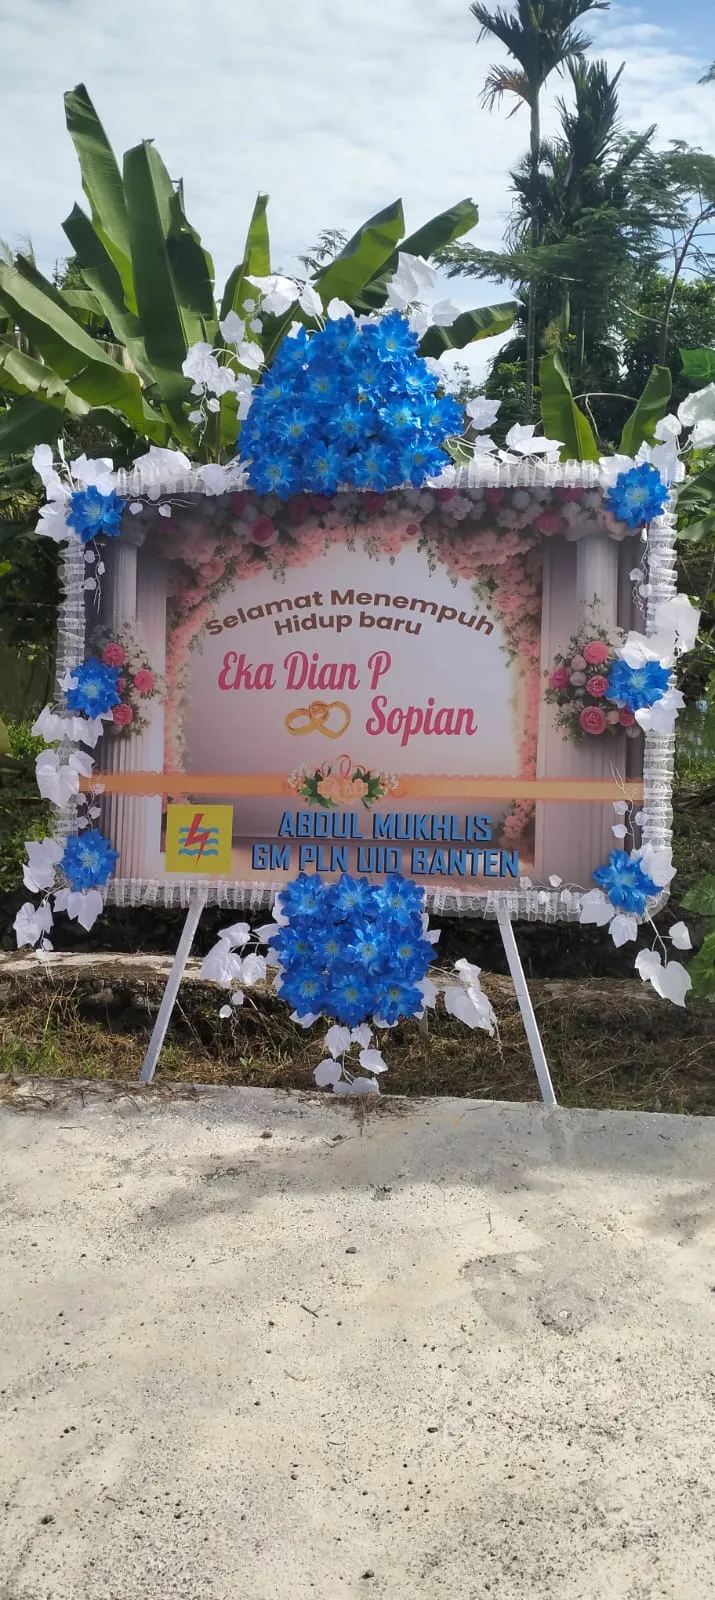 Selamat Menempuh
Hidup baru
Eka Dian P
Sopian
ABDUL MUKHLIS
GM PLN UID BANTEN